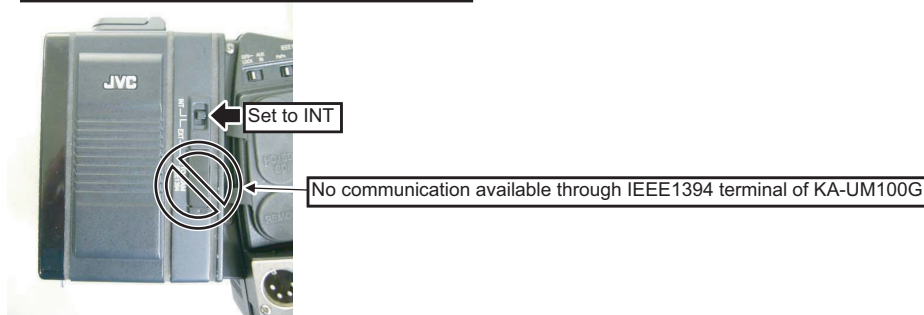 JVC
INT
EXT
Set to INT
No communication available through IEEE1394 terminal of KA-UM100G